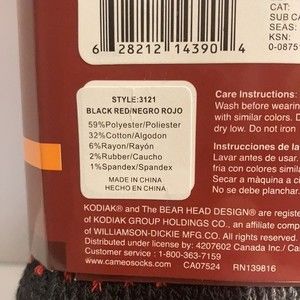 CAT:
SUB CA
SEAS:
KSN:
0-0875
6 28212 14390 4
STYLE:3121
BLACK RED/NEGRO ROJO
59%Polyester/Poliester
32%Cotton/Algodon
6%Rayon/Rayón
2%Rubber/Caucho
1%Spandex/Spandex
MADE IN CHINA
HECHO EN CHINA
Care Instructions:
Wash before wearin
with similar colors. D
dry low. Do not iron
Instrucciones de la
Lavar antes de usar.
fría con colores simila
Secar a máquina a c
No se debe planchar.
KODIAK® and The BEAR HEAD DESIGN® are regist
of KODIAK GROUP HOLDINGS CO., an affiliate compa
of WILLIAMSON-DICKIE MFG CO. All rights reserved.
Distributed under license by: 4207602 Canada Inc./ Ca
Customer service : 1-800-363-7159
www.cameosocks.com CA07524 RN139816